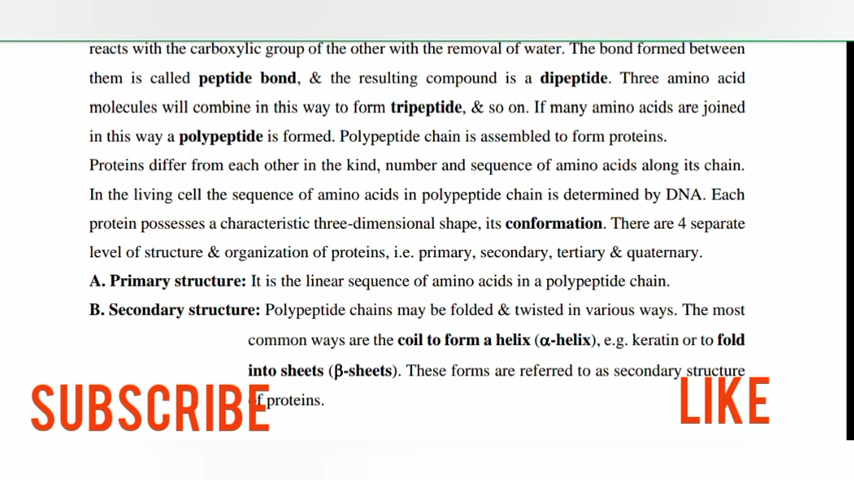 reacts with the carboxylic group of the other with the removal of water. The bond formed between
them is called peptide bond, & the resulting compound is a dipeptide. Three amino acid
molecules will combine in this way to form tripeptide, & so on. If many amino acids are joined
in this way a polypeptide is formed. Polypeptide chain is assembled to form proteins.
Proteins differ from each other in the kind, number and sequence of amino acids along its chain.
In the living cell the sequence of amino acids in polypeptide chain is determined by DNA. Each
protein possesses a characteristic three-dimensional shape, its conformation. There are 4 separate
level of structure & organization of proteins, i.e. primary, secondary, tertiary & quaternary.
A. Primary structure: It is the linear sequence of amino acids in a polypeptide chain.
B. Secondary structure: Polypeptide chains may be folded & twisted in various ways. The most
common ways are the coil to form a helix (α-helix), e.g. keratin or to fold
into sheets (β-sheets). These forms are referred to as secondary structure
of proteins.
SUBSCRIBE
LIKE